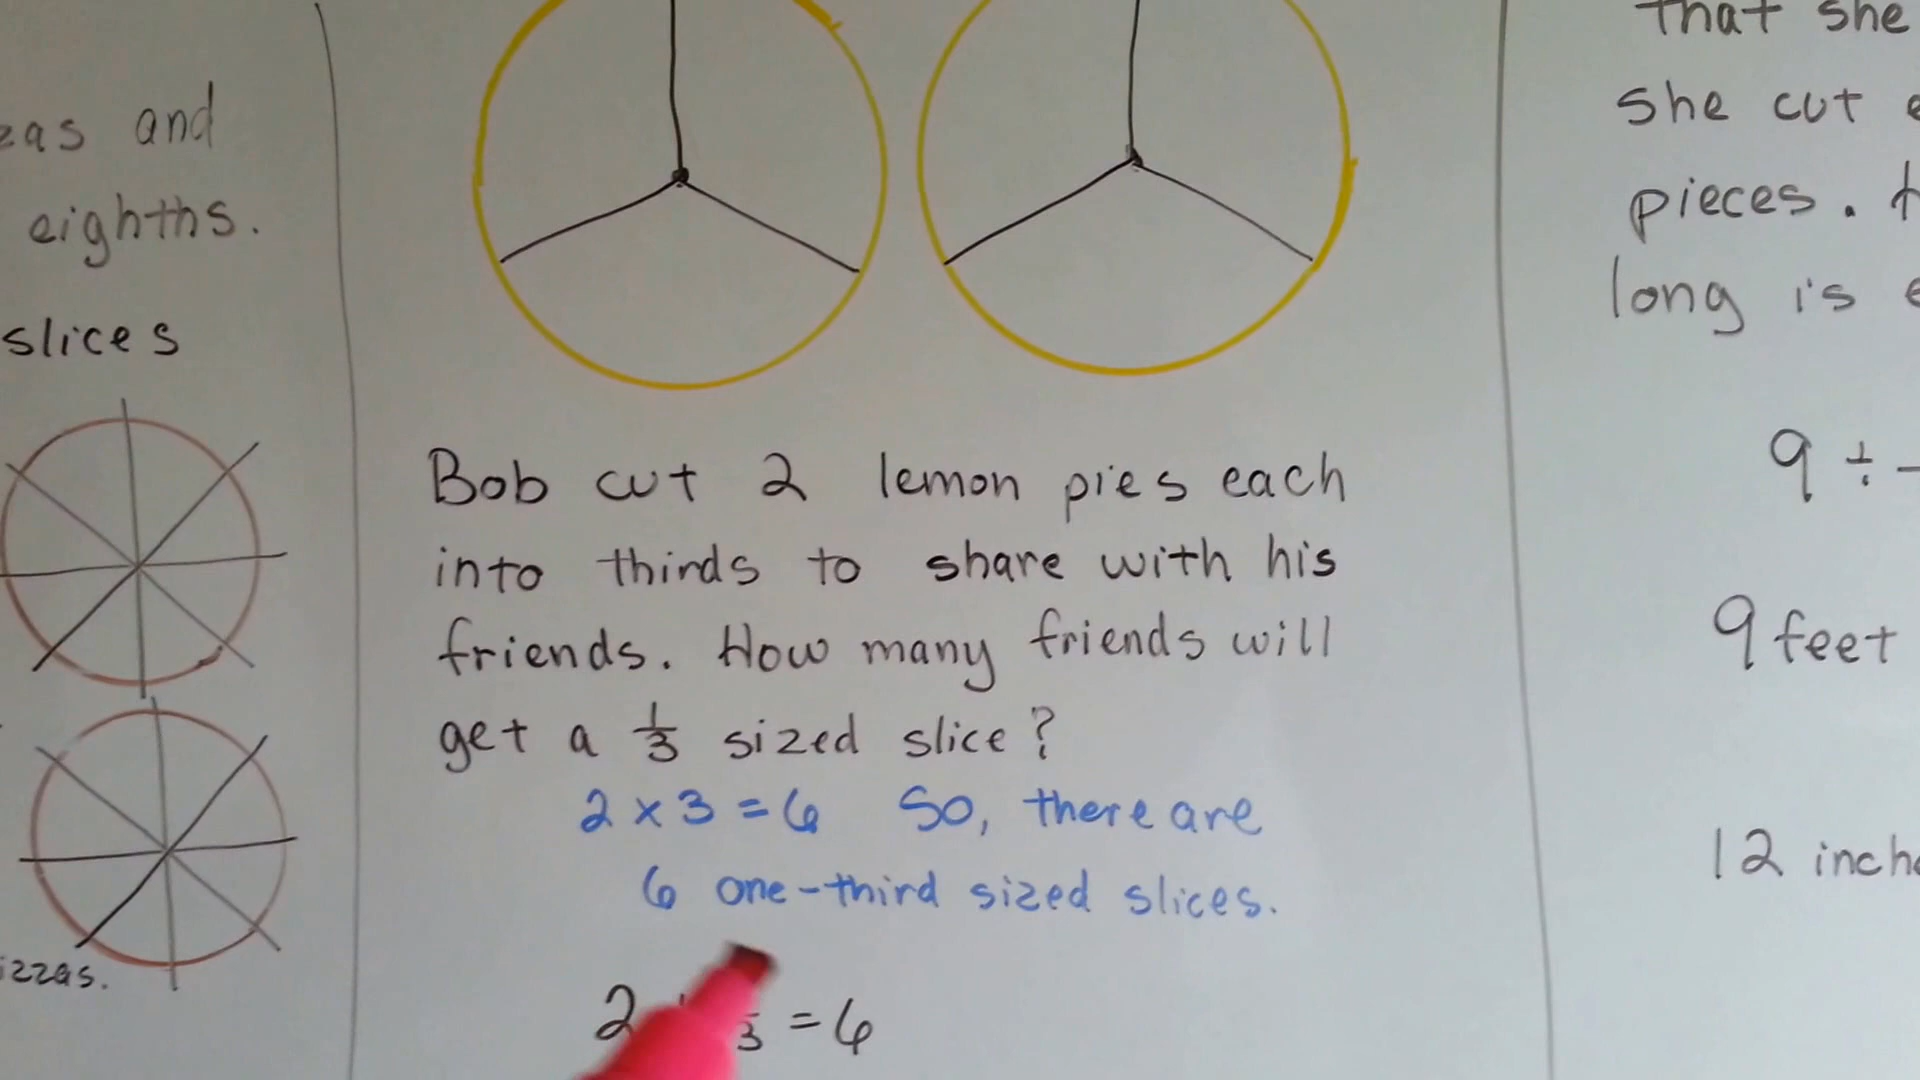 zas and
eighths.
slices
izzas.
Bob cut 2 lemon pies each
into thirds to share with his
friends. How many friends will
get a 1/3 sized slice?
2 x 3 = 6 So, there are
6 one-third sized slices.
2 3 = 6
that she
she cut
pieces.
long is
9 ÷
9 feet
12 inch